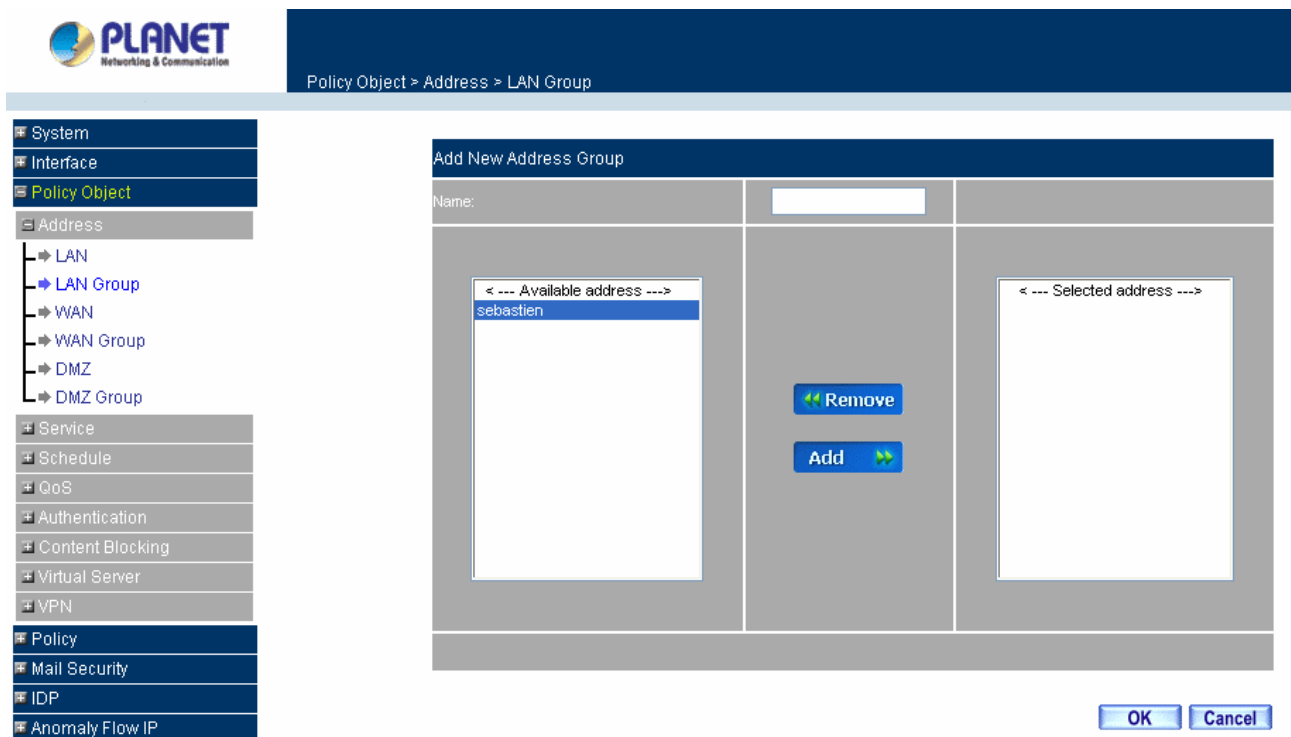 PLANET
Networking & Communication
Policy Object > Address > LAN Group
System
Interface
Policy Object
Address
LAN
LAN Group
WAN
WAN Group
DMZ
DMZ Group
Service
Schedule
QoS
Authentication
Content Blocking
Virtual Server
VPN
Policy
Mail Security
IDP
Anomaly Flow IP
Add New Address Group
Name:
< --- Available address --->
sebastien
Remove
Add
< --- Selected address --->
OK
Cancel